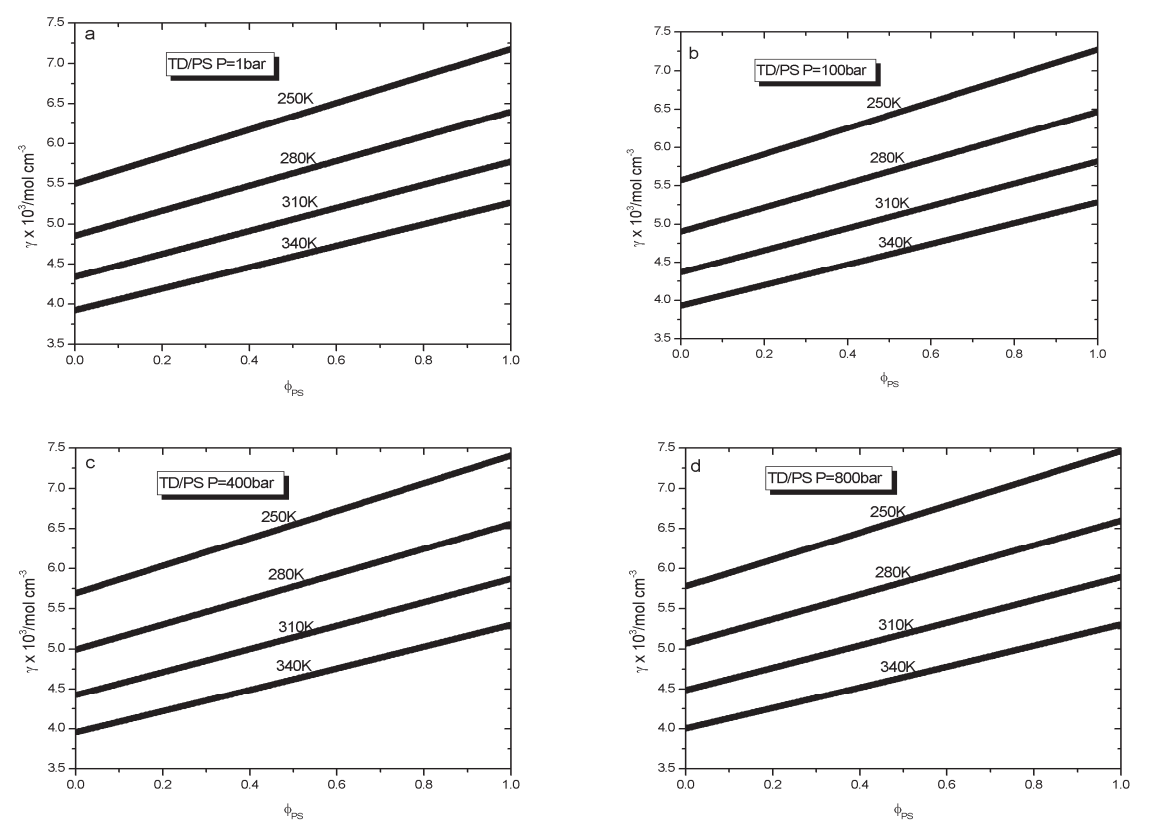 a
TD/PS P=1bar
7.5
7.0
6.5
6.0
5.5
5.0
4.5
4.0
3.5
γ x 10³/mol cm⁻³
250K
280K
310K
340K
0.0 0.2 0.4 0.6 0.8 1.0
ϕPS
b
TD/PS P=100bar
7.5
7.0
6.5
6.0
5.5
5.0
4.5
4.0
3.5
γ x 10³/mol cm⁻³
250K
280K
310K
340K
0.0 0.2 0.4 0.6 0.8 1.0
ϕPS
c
TD/PS P=400bar
7.5
7.0
6.5
6.0
5.5
5.0
4.5
4.0
3.5
γ x 10³/mol cm⁻³
250K
280K
310K
340K
0.0 0.2 0.4 0.6 0.8 1.0
ϕPS
d
TD/PS P=800bar
7.5
7.0
6.5
6.0
5.5
5.0
4.5
4.0
3.5
γ x 10³/mol cm⁻³
250K
280K
310K
340K
0.0 0.2 0.4 0.6 0.8 1.0
ϕPS